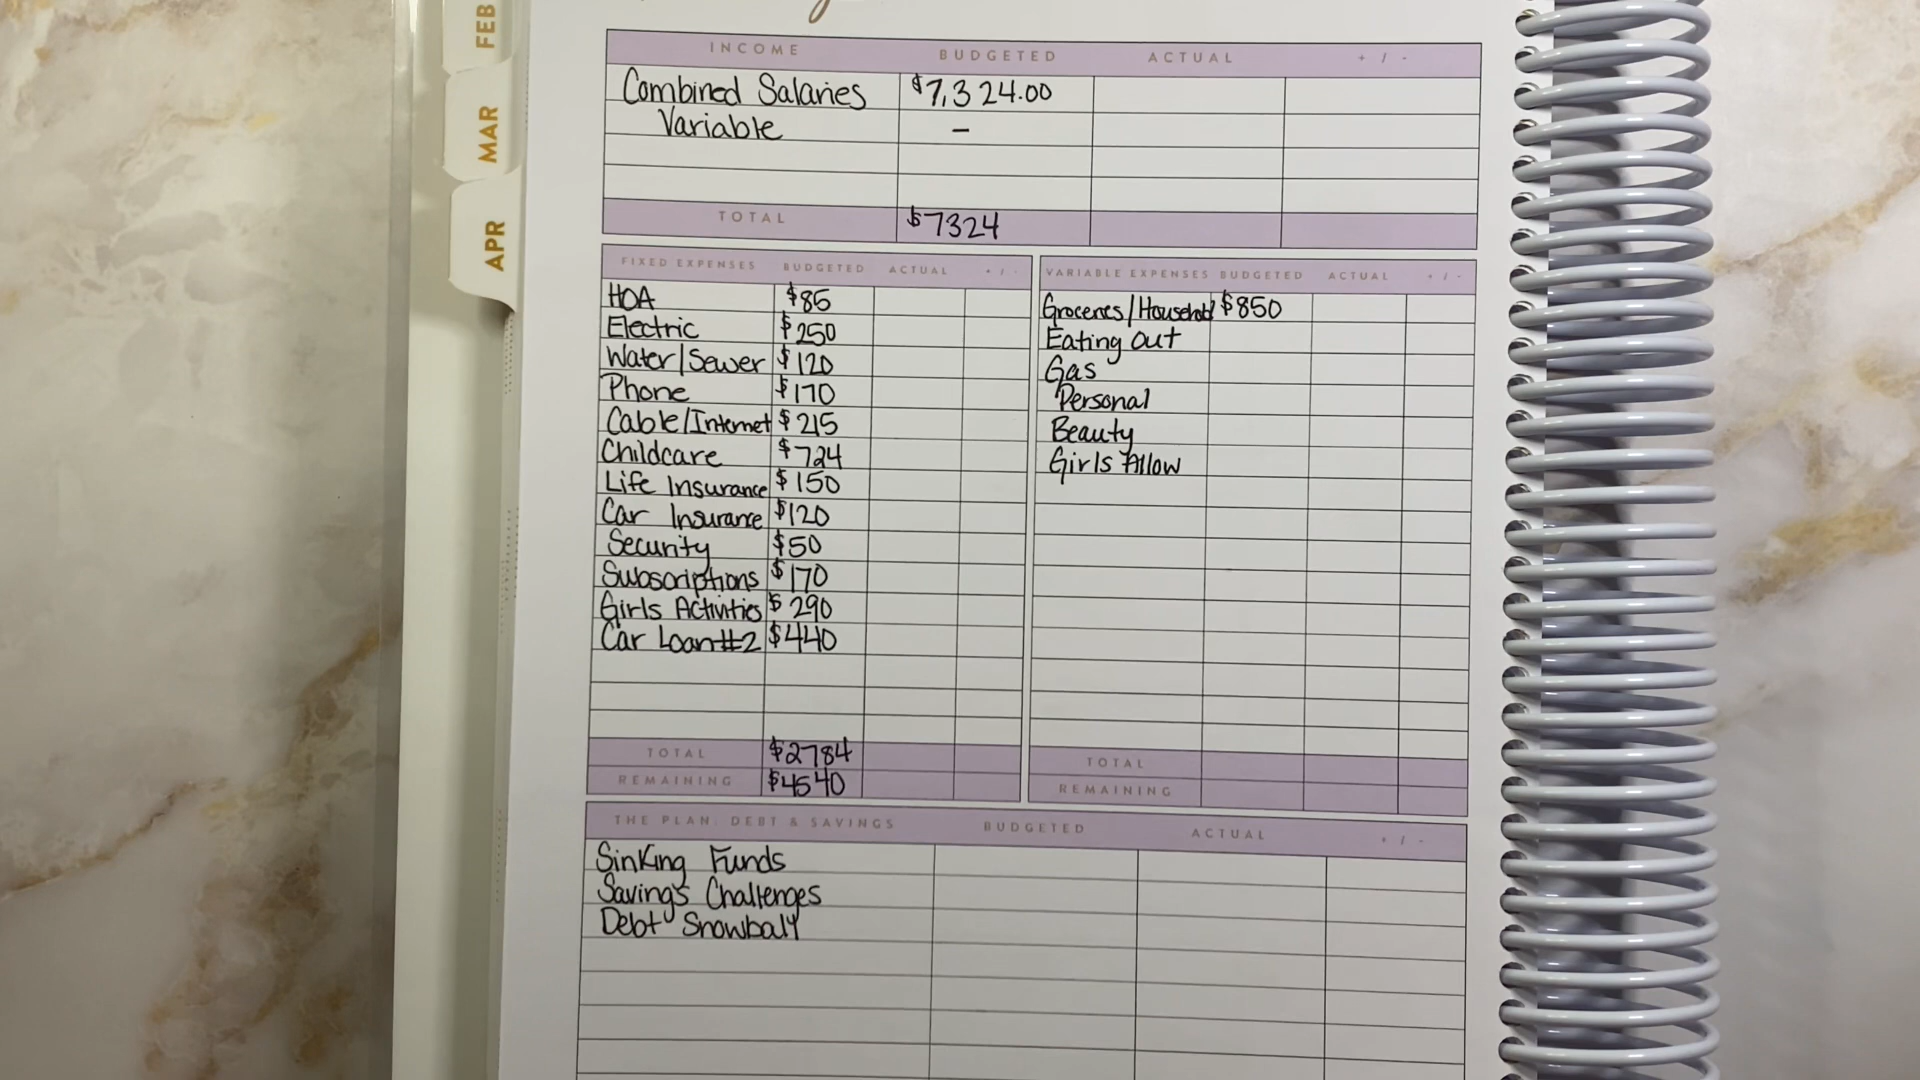 FEB
MAR
APR
INCOME BUDGETED ACTUAL + / -
Combined Salaries $7,324.00
Variable –
TOTAL $7324
FIXED EXPENSES BUDGETED ACTUAL + / -
HOA $85
Electric $250
Water/Sewer $120
Phone $170
Cable/Internet $215
Childcare $724
Life Insurance $150
Car Insurance $120
Security $50
Subscriptions $170
Girls Activities $290
Car Loan#2 $440
TOTAL $2784
REMAINING $4540
VARIABLE EXPENSES BUDGETED ACTUAL + / -
Groceries/Household $850
Eating Out
Gas
Personal
Beauty
Girls Allow
TOTAL
REMAINING
THE PLAN: DEBT & SAVINGS BUDGETED ACTUAL + / -
Sinking Funds
Savings Challenges
Debt Snowball